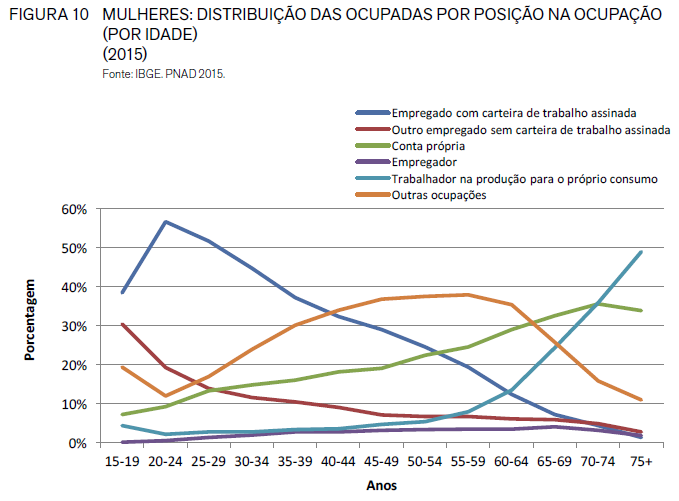 FIGURA 10 MULHERES: DISTRIBUIÇÃO DAS OCUPADAS POR POSIÇÃO NA OCUPAÇÃO
(POR IDADE)
(2015)
Fonte: IBGE. PNAD 2015.
Empregado com carteira de trabalho assinada
Outro empregado sem carteira de trabalho assinada
Conta própria
Empregador
Trabalhador na produção para o próprio consumo
Outras ocupações
60%
50%
40%
30%
20%
10%
0%
Porcentagem
15-19 20-24 25-29 30-34 35-39 40-44 45-49 50-54 55-59 60-64 65-69 70-74 75+
Anos